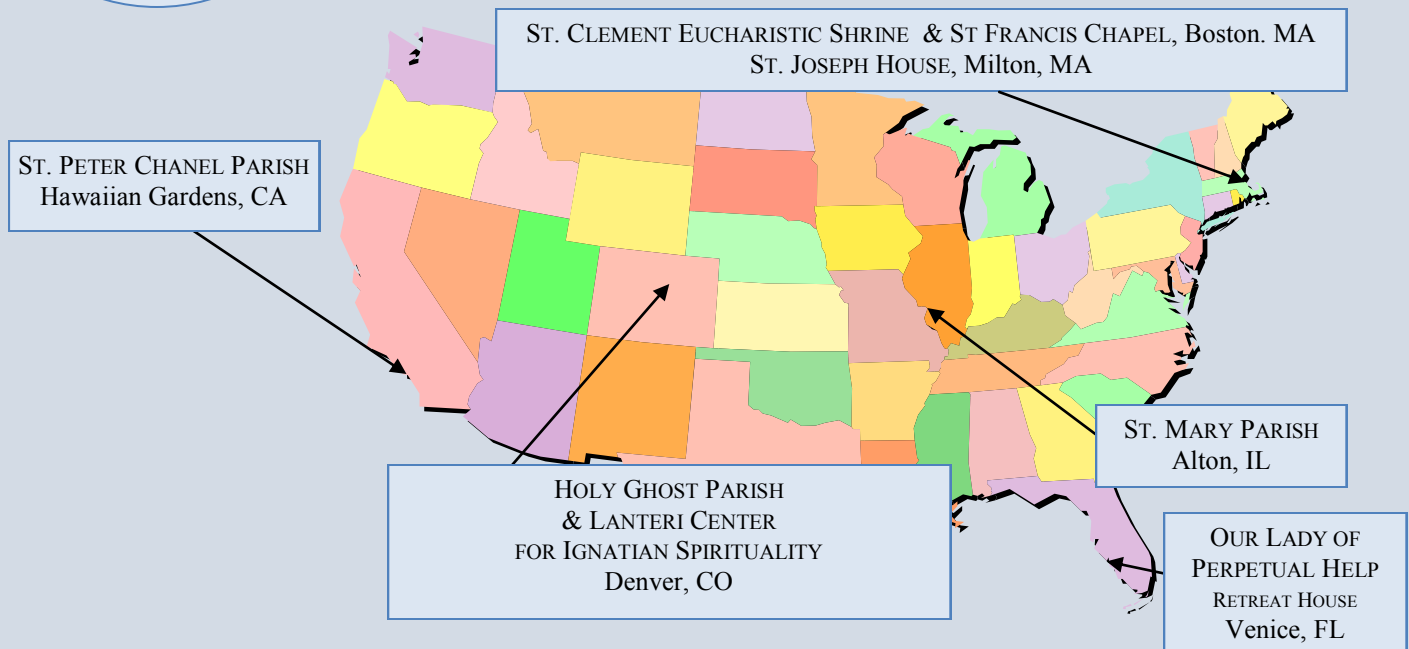 ST. CLEMENT EUCHARISTIC SHRINE & ST FRANCIS CHAPEL, Boston. MA
ST. JOSEPH HOUSE, Milton, MA
ST. PETER CHANEL PARISH
Hawaiian Gardens, CA
ST. MARY PARISH
Alton, IL
HOLY GHOST PARISH
& LANTERI CENTER
FOR IGNATIAN SPIRITUALITY
Denver, CO
OUR LADY OF
PERPETUAL HELP
RETREAT HOUSE
Venice, FL